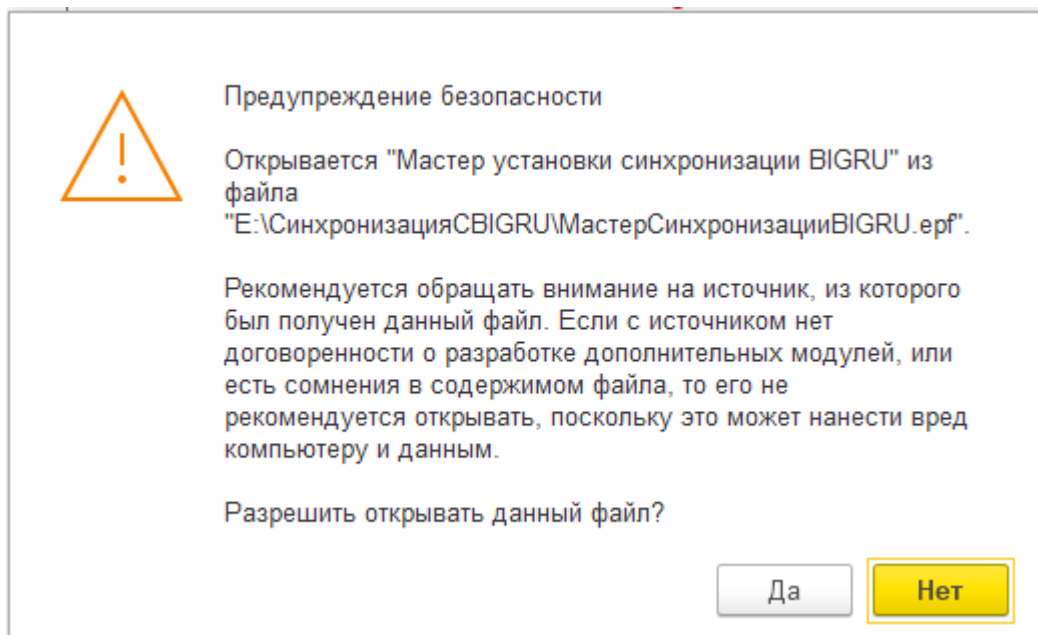 Предупреждение безопасности
Открывается "Мастер установки синхронизации BIGRU" из
файла
"E:\СинхронизацияСBIGRU\МастерСинхронизацииBIGRU.epf".
Рекомендуется обращать внимание на источник, из которого
был получен данный файл. Если с источником нет
договоренности о разработке дополнительных модулей, или
есть сомнения в содержимом файла, то его не
рекомендуется открывать, поскольку это может нанести вред
компьютеру и данным.
Разрешить открывать данный файл?
Да
Нет